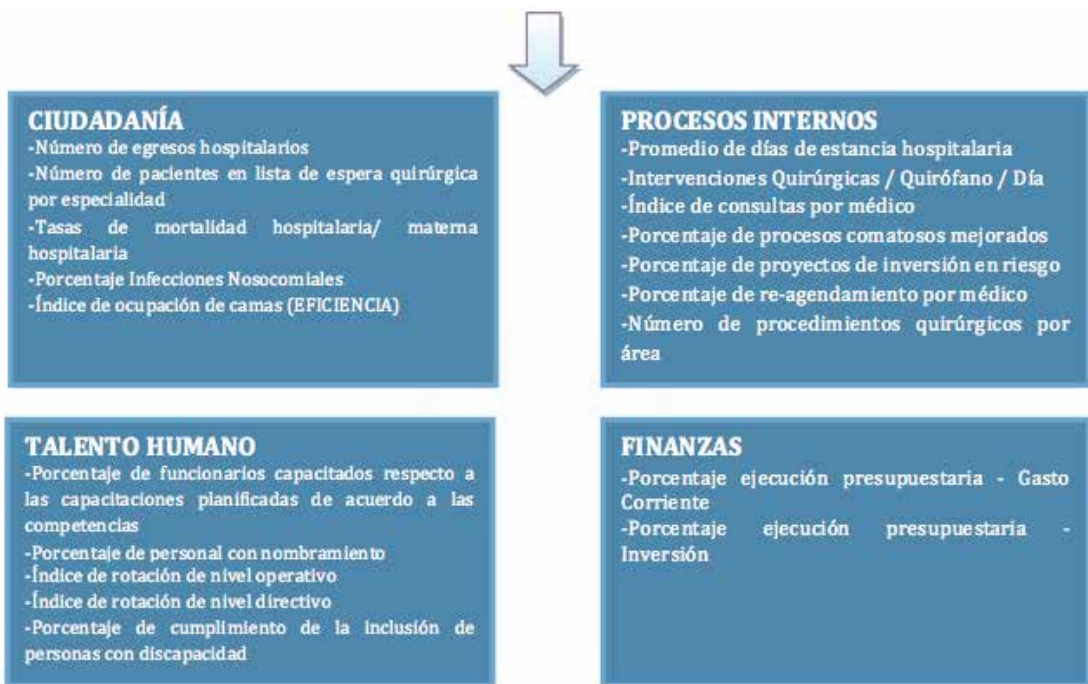 CIUDADANÍA
-Número de egresos hospitalarios
-Número de pacientes en lista de espera quirúrgica
por especialidad
-Tasas de mortalidad hospitalaria/ materna
hospitalaria
-Porcentaje Infecciones Nosocomiales
-Índice de ocupación de camas (EFICIENCIA)
PROCESOS INTERNOS
-Promedio de días de estancia hospitalaria
-Intervenciones Quirúrgicas / Quirófano / Día
-Índice de consultas por médico
-Porcentaje de procesos comatosos mejorados
-Porcentaje de proyectos de inversión en riesgo
-Porcentaje de re-agendamiento por médico
-Número de procedimientos quirúrgicos por
área
TALENTO HUMANO
-Porcentaje de funcionarios capacitados respecto a
las capacitaciones planificadas de acuerdo a las
competencias
-Porcentaje de personal con nombramiento
-Índice de rotación de nivel operativo
-Índice de rotación de nivel directivo
-Porcentaje de cumplimiento de la inclusión de
personas con discapacidad
FINANZAS
-Porcentaje ejecución presupuestaria - Gasto
Corriente
-Porcentaje ejecución presupuestaria -
Inversión